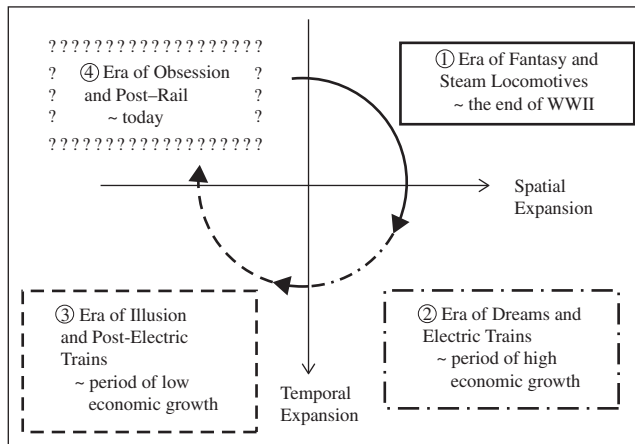 ? ? ? ? ? ? ? ? ? ? ? ? ? ? ? ? ? ?
? ④ Era of Obsession ?
? and Post–Rail ?
? ~ today ?
? ? ? ? ? ? ? ? ? ? ? ? ? ? ? ? ? ?
① Era of Fantasy and
Steam Locomotives
~ the end of WWII
Spatial
Expansion
③ Era of Illusion
and Post-Electric
Trains
~ period of low
economic growth
② Era of Dreams and
Electric Trains
~ period of high
economic growth
Temporal
Expansion